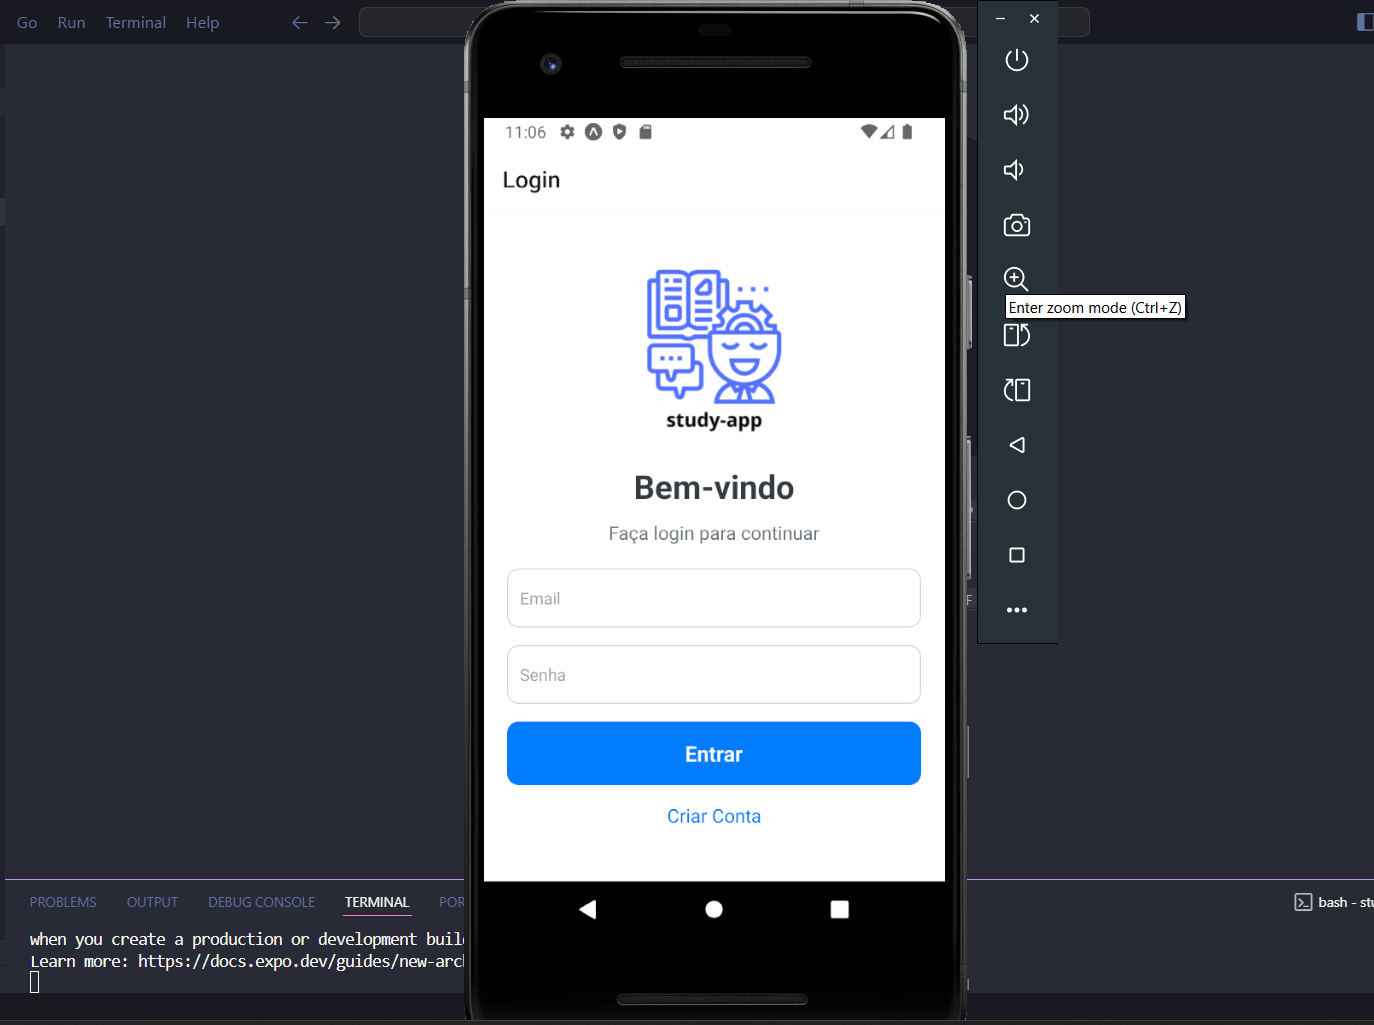 Go Run Terminal Help
11:06
Login
Enter zoom mode (Ctrl+Z)
study-app
Bem-vindo
Faça login para continuar
Email
Senha
Entrar
Criar Conta
PROBLEMS OUTPUT DEBUG CONSOLE TERMINAL POR
bash - stu
when you create a production or development build
Learn more: https://docs.expo.dev/guides/new-arch